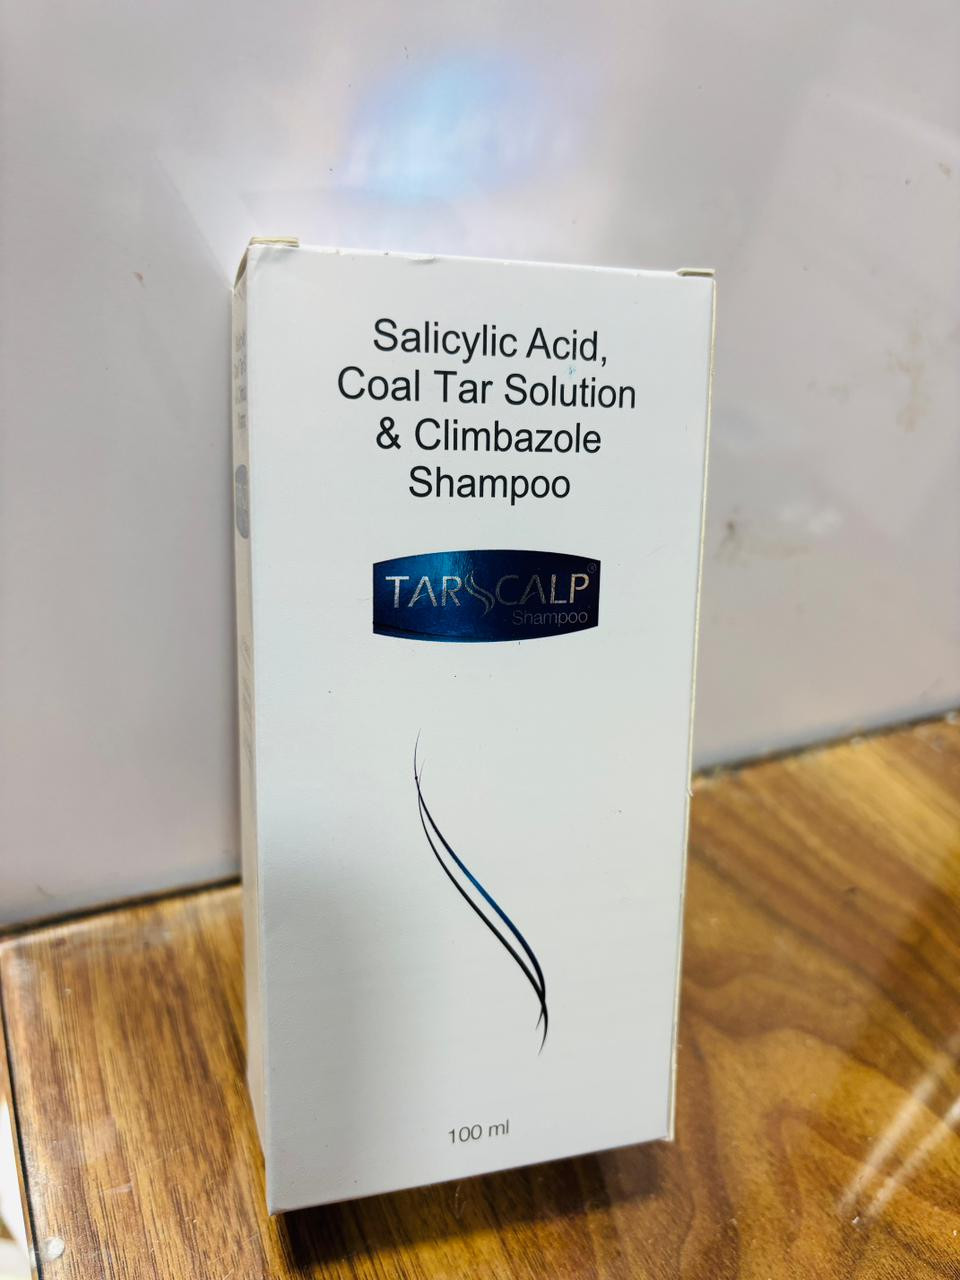 Salicylic Acid,
Coal Tar Solution
& Climbazole
Shampoo
TARSCALP®
Shampoo
100 ml